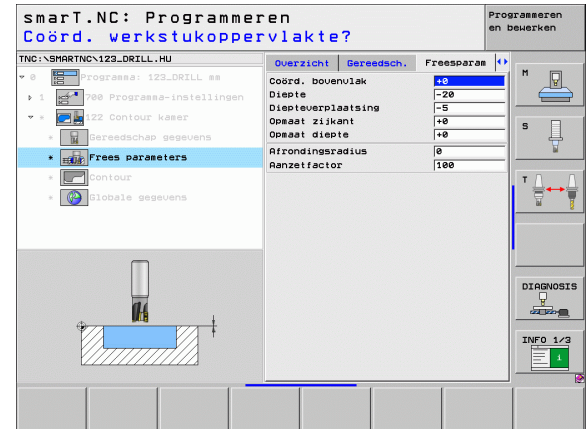 smarT.NC: Programmeren
Coörd. werkstukoppervlakte?
Programmeren
en bewerken
TNC:\SMARTNC\123_DRILL.HU
0 Programma: 123_DRILL mm
1 700 Programma-instellingen
* 122 Contour kamer
* Gereedschap gegevens
* Frees parameters
* Contour
* Globale gegevens
Overzicht Gereedsch. Freesparam
Coörd. bovenvlak +0
Diepte -20
Diepteverplaatsing -5
Opmaat zijkant +0
Opmaat diepte +0
Afrondingsradius 0
Aanzetfactor 100
M
S
T
DIAGNOSIS
INFO 1/3
i